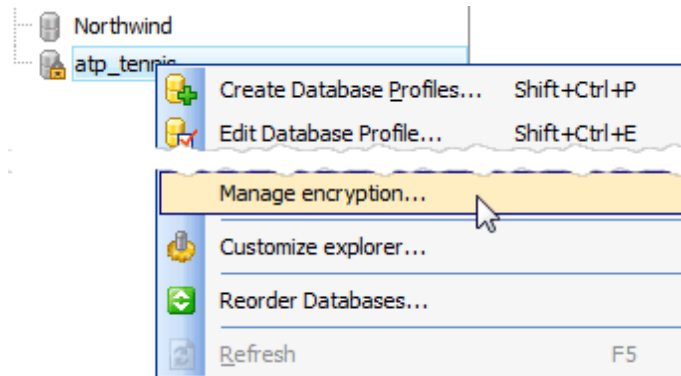 Northwind
atp_tennis
Create Database Profiles... Shift+Ctrl+P
Edit Database Profile... Shift+Ctrl+E
Manage encryption...
Customize explorer...
Reorder Databases...
Refresh F5